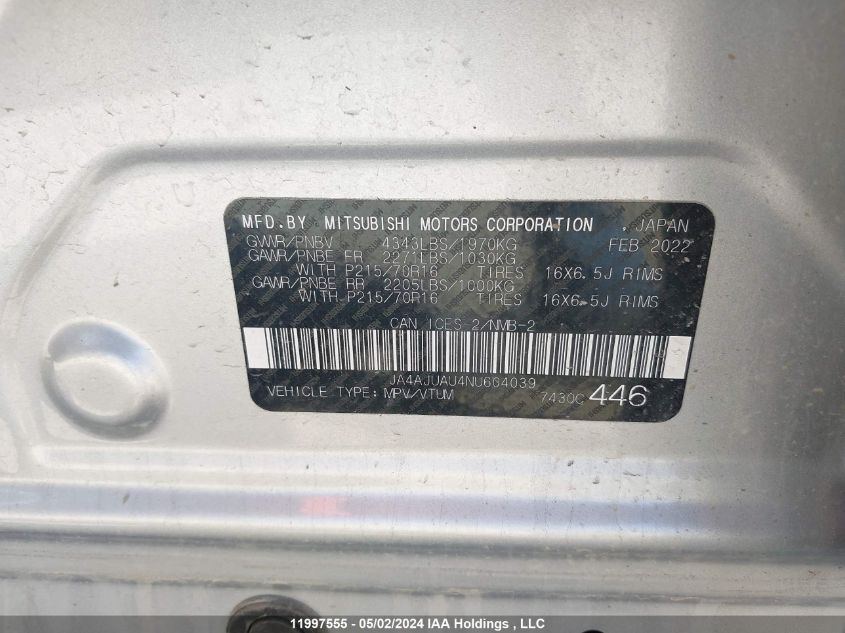 MFD.BY MITSUBISHI MOTORS CORPORATION , JAPAN
GVWR/PNBV 4343LBS/1970KG FEB 2022
GAWR/PNBE FR 2271LBS/1030KG
WITH P215/70R16 TIRES 16X6.5J RIMS
GAWR/PNBE RR 2205LBS/1000KG
WITH P215/70R16 TIRES 16X6.5J RIMS
CAN ICES-2/NMB-2
JA4AJUAU4NU604039
VEHICLE TYPE: MPV/VTUM 7430C 446
11997555 - 05/02/2024 IAA Holdings , LLC